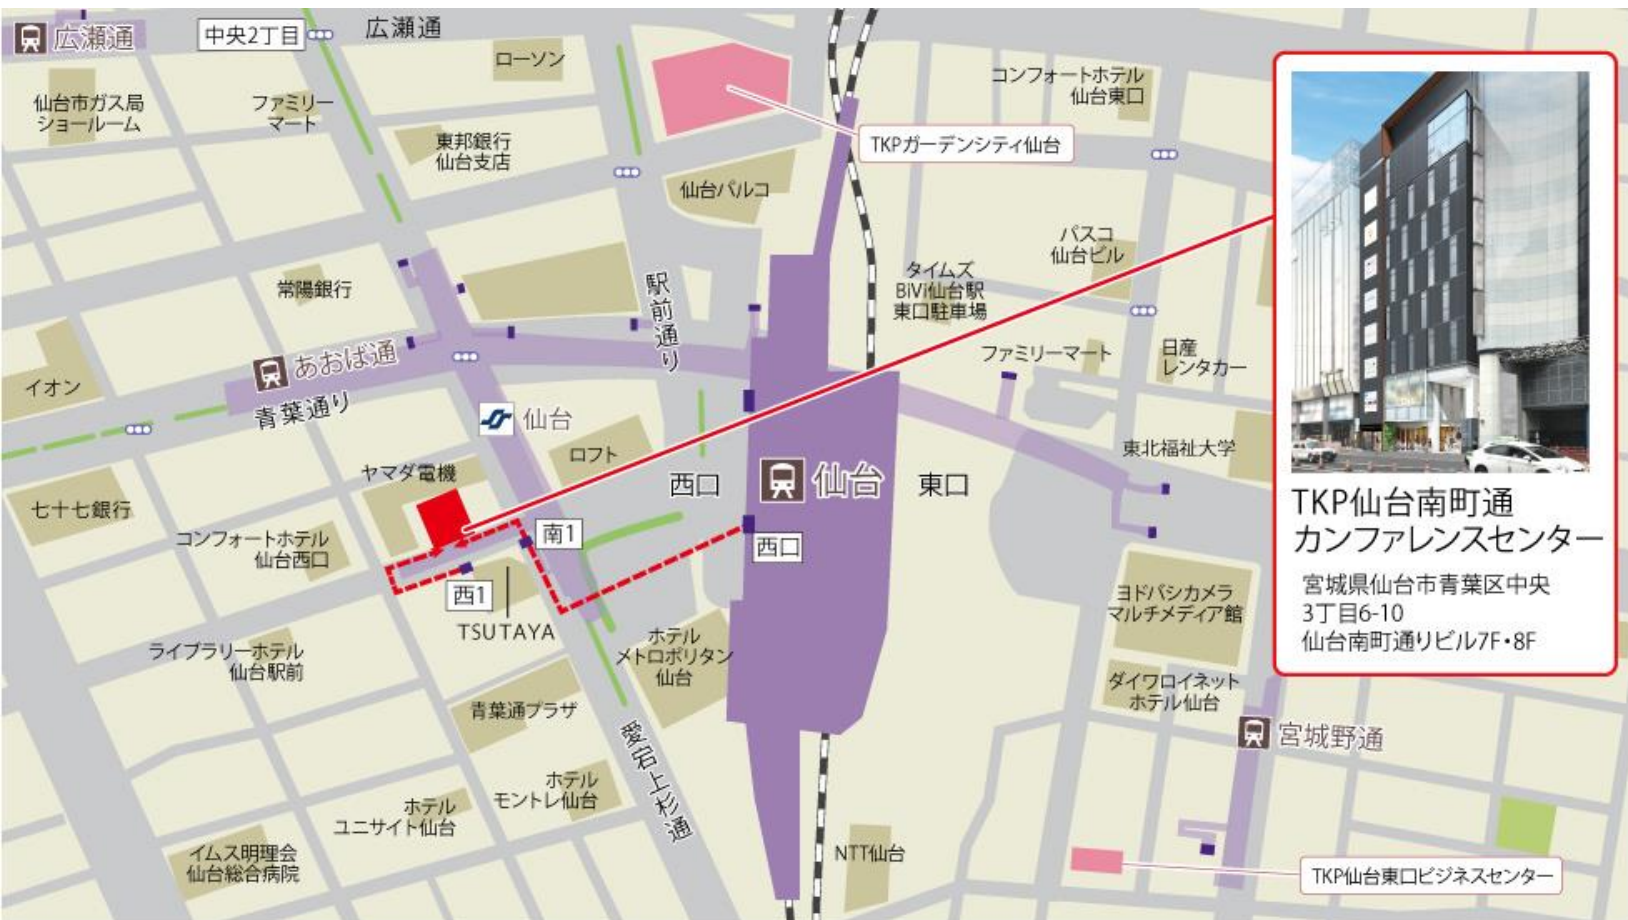 広瀬通
中央2丁目
広瀬通
ローソン
コンフォートホテル
仙台東口
仙台市ガス局
ショールーム
ファミリー
マート
東邦銀行
仙台支店
TKPガーデンシティ仙台
仙台パルコ
パスコ
仙台ビル
常陽銀行
駅前通り
タイムズ
BiVi仙台駅
東口駐車場
あおば通
ファミリーマート
日産
レンタカー
イオン
青葉通り
仙台
ロフト
東北福祉大学
ヤマダ電機
西口
仙台
東口
七十七銀行
コンフォートホテル
仙台西口
南1
西口
西1
TSUTAYA
TKP仙台南町通
カンファレンスセンター
宮城県仙台市青葉区中央
3丁目6-10
仙台南町通りビル7F・8F
ヨドバシカメラ
マルチメディア館
ライブラリーホテル
仙台駅前
ホテル
メトロポリタン
仙台
ダイワロイネット
ホテル仙台
青葉通プラザ
愛宕上杉通
宮城野通
ホテル
モントレ仙台
ホテル
ユニサイト仙台
イムス明理会
仙台総合病院
NTT仙台
TKP仙台東口ビジネスセンター